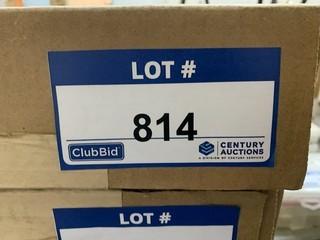 LOT #
814
ClubBid
CENTURY
AUCTIONS
A DIVISION OF CENTURY SERVICES
LOT #